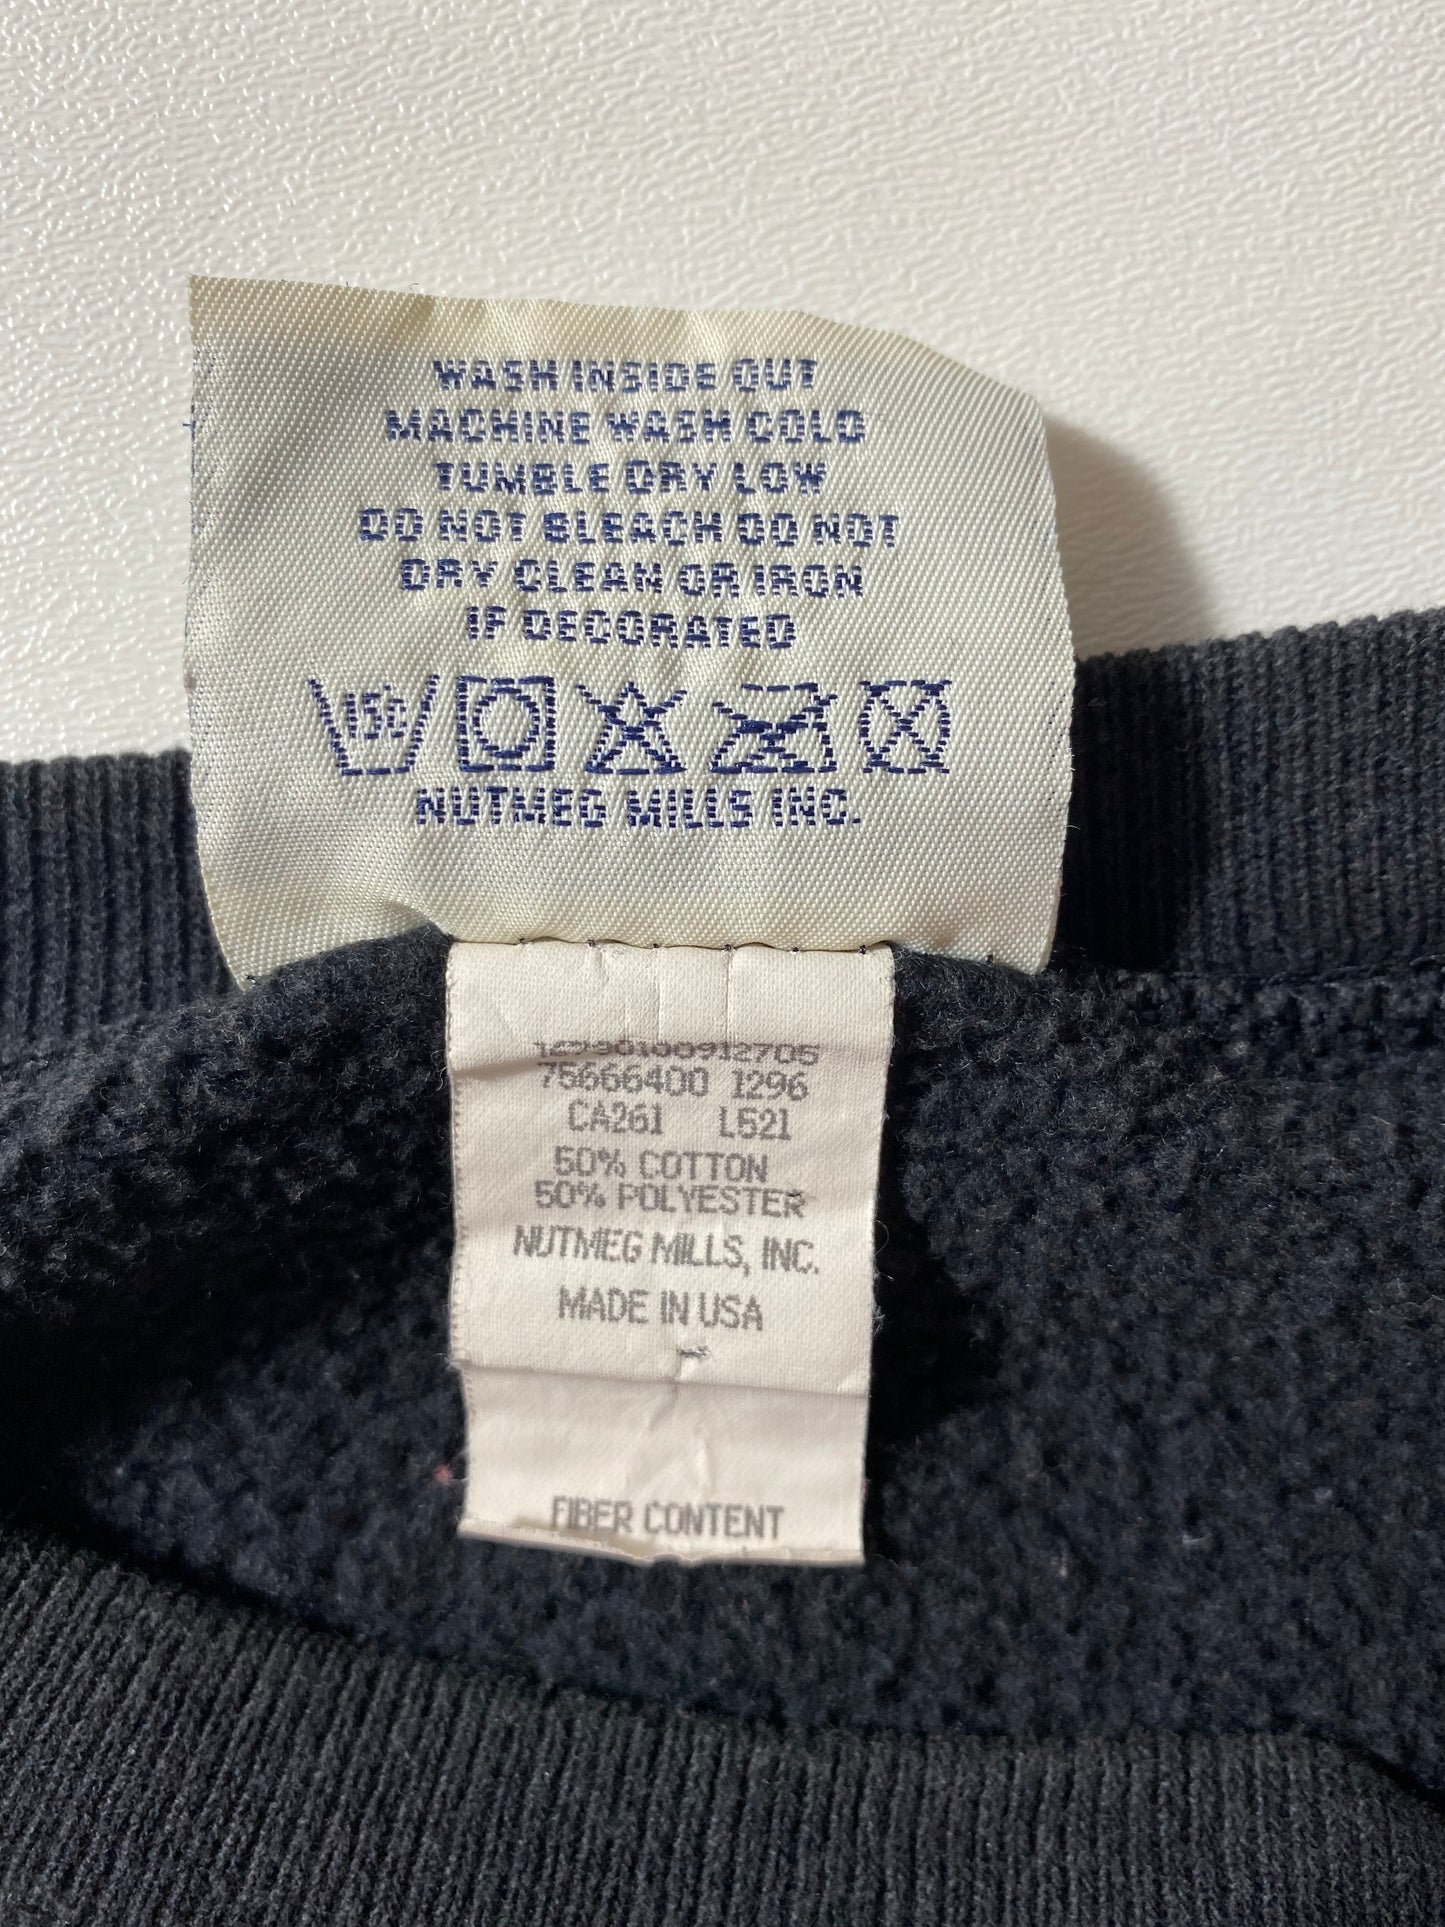 WASH INSIDE OUT
MACHINE WASH COLD
TUMBLE DRY LOW
DO NOT BLEACH DO NOT
DRY CLEAN OR IRON
IF DECORATED
15C
NUTMEG MILLS INC.
75666400 1296
CA261 L521
50% COTTON
50% POLYESTER
NUTMEG MILLS, INC.
MADE IN USA
FIBER CONTENT